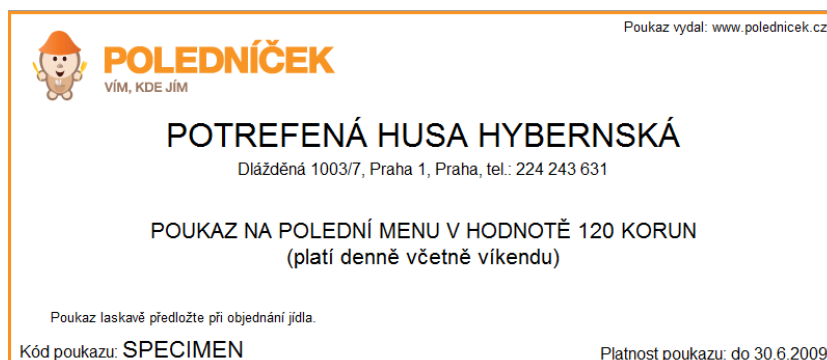 Poukaz vydal: www.polednicek.cz
POLEDNÍČEK
VÍM, KDE JÍM
POTREFENÁ HUSA HYBERNSKÁ
Dlážděná 1003/7, Praha 1, Praha, tel.: 224 243 631
POUKAZ NA POLEDNÍ MENU V HODNOTĚ 120 KORUN
(platí denně včetně víkendu)
Poukaz laskavě předložte při objednání jídla.
Kód poukazu: SPECIMEN
Platnost poukazu: do 30.6.2009